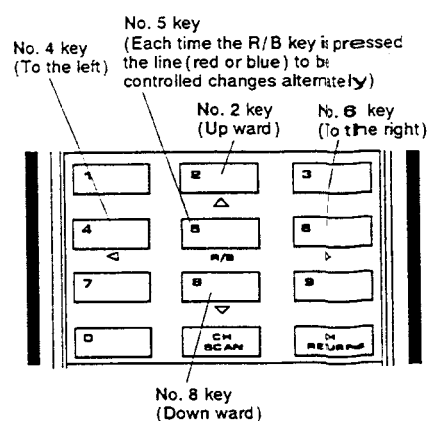 No. 5 key
(Each time the R/B key is pressed
the line (red or blue) to be
controlled changes alternately)
No. 4 key
(To the left)
No. 2 key
(Up ward)
No. 6 key
(To the right)
1 2 3
4 5 6
R/B
7 8 9
0 CH
SCAN
RETURN
No. 8 key
(Down ward)